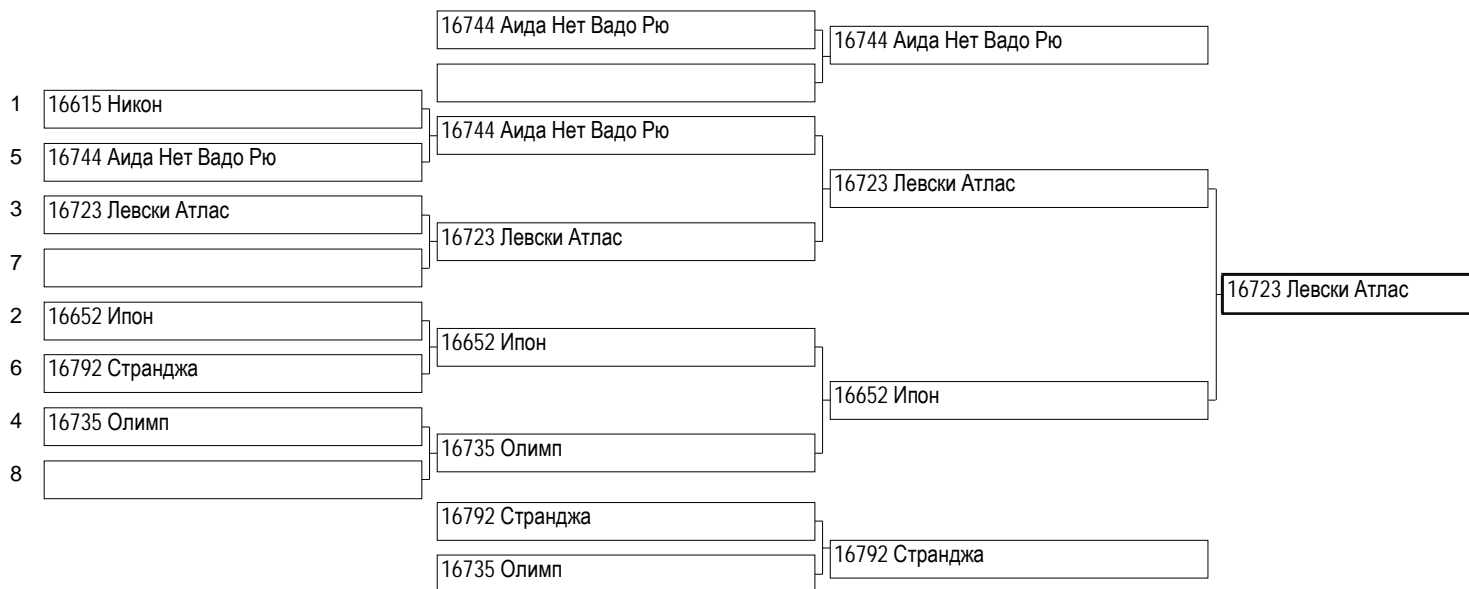 16744 Аида Нет Вадо Рю
16744 Аида Нет Вадо Рю
1 16615 Никон
16744 Аида Нет Вадо Рю
5 16744 Аида Нет Вадо Рю
16723 Левски Атлас
3 16723 Левски Атлас
16723 Левски Атлас
7
16723 Левски Атлас
2 16652 Ипон
16652 Ипон
6 16792 Странджа
16652 Ипон
4 16735 Олимп
16735 Олимп
8
16792 Странджа
16792 Странджа
16735 Олимп